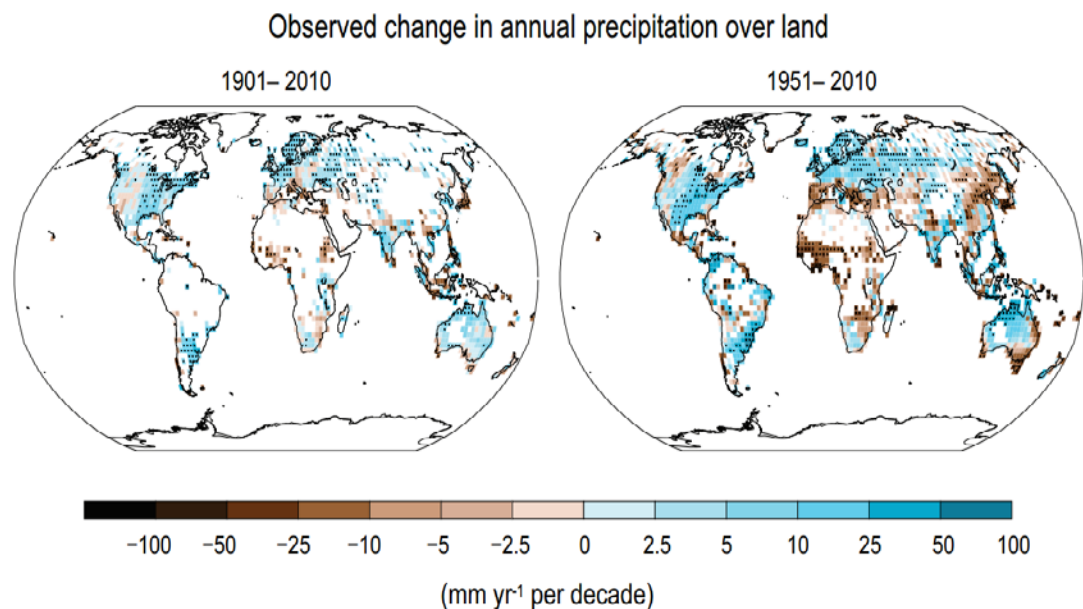 Observed change in annual precipitation over land
1901– 2010
1951– 2010
−100 −50 −25 −10 −5 −2.5 0 2.5 5 10 25 50 100
(mm yr-1 per decade)